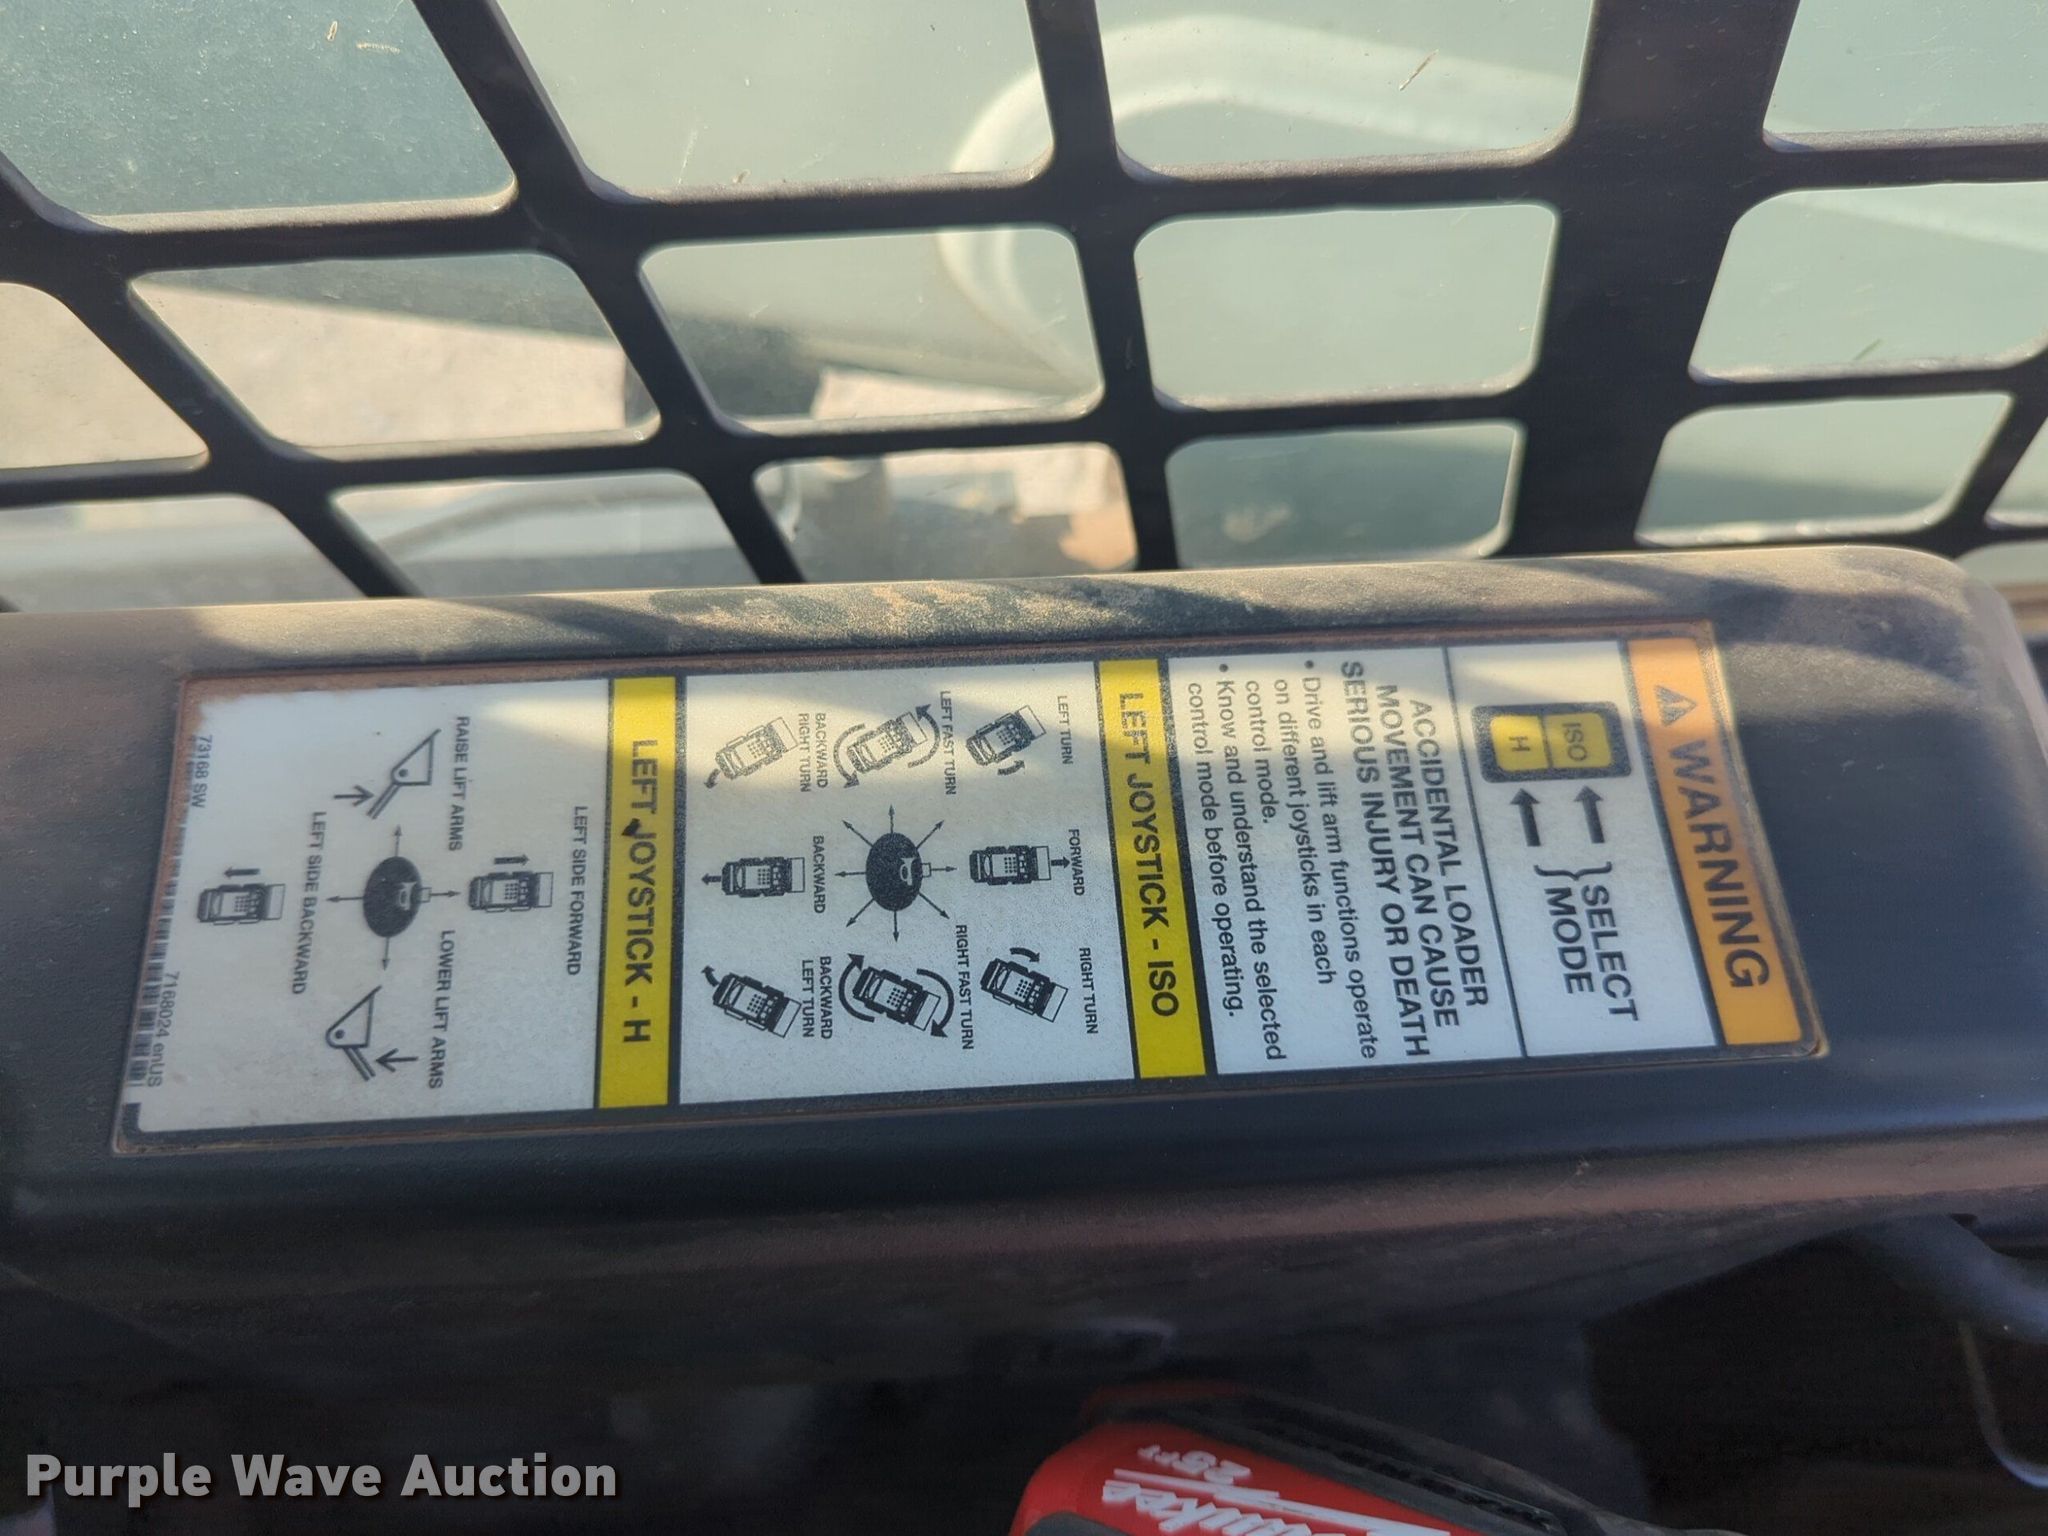 WARNING
ISO
H
SELECT
MODE
ACCIDENTAL LOADER
MOVEMENT CAN CAUSE
SERIOUS INJURY OR DEATH
• Drive and lift arm functions operate
on different joysticks in each
control mode.
• Know and understand the selected
control mode before operating.
LEFT JOYSTICK - ISO
LEFT TURN
FORWARD
RIGHT TURN
LEFT FAST TURN
RIGHT FAST TURN
BACKWARD
RIGHT TURN
BACKWARD
BACKWARD
LEFT TURN
LEFT JOYSTICK - H
LEFT SIDE FORWARD
RAISE LIFT ARMS
LOWER LIFT ARMS
LEFT SIDE BACKWARD
73168 SW
7168024 enUS
25FT
Purple Wave Auction